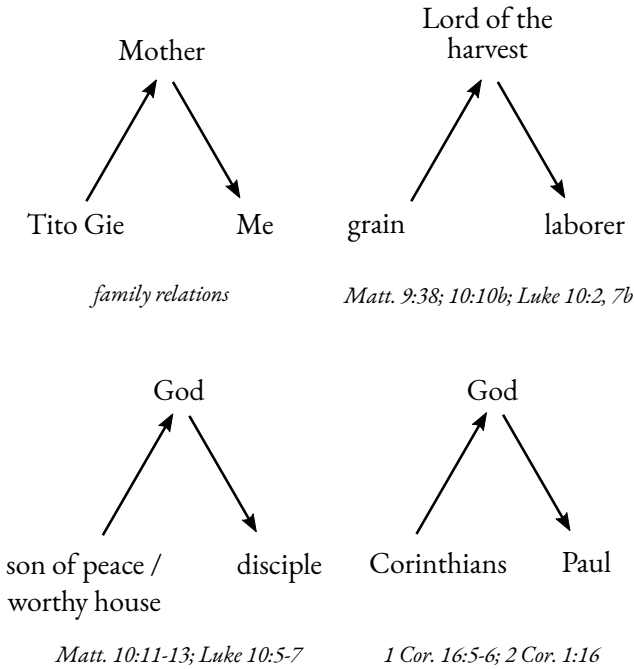 Mother
Tito Gie
Me
family relations
Lord of the
harvest
grain
laborer
Matt. 9:38; 10:10b; Luke 10:2, 7b
God
son of peace /
worthy house
disciple
Matt. 10:11-13; Luke 10:5-7
God
Corinthians
Paul
1 Cor. 16:5-6; 2 Cor. 1:16